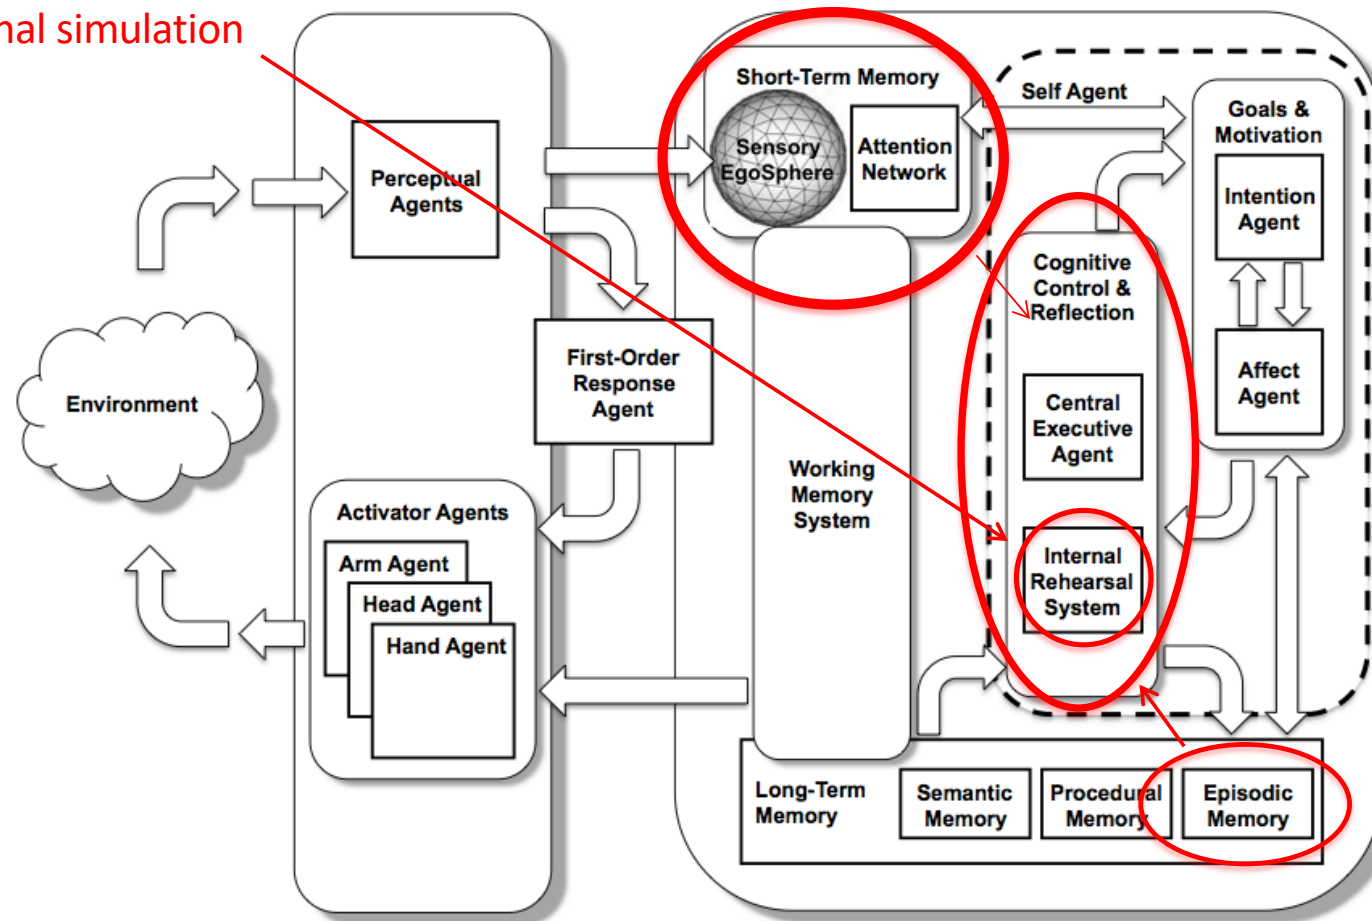 nal simulation
Short-Term Memory
Sensory
EgoSphere
Attention
Network
Self Agent
Goals &
Motivation
Intention
Agent
Affect
Agent
Perceptual
Agents
First-Order
Response
Agent
Environment
Cognitive
Control &
Reflection
Central
Executive
Agent
Internal
Rehearsal
System
Working
Memory
System
Activator Agents
Arm Agent
Head Agent
Hand Agent
Long-Term
Memory
Semantic
Memory
Procedural
Memory
Episodic
Memory